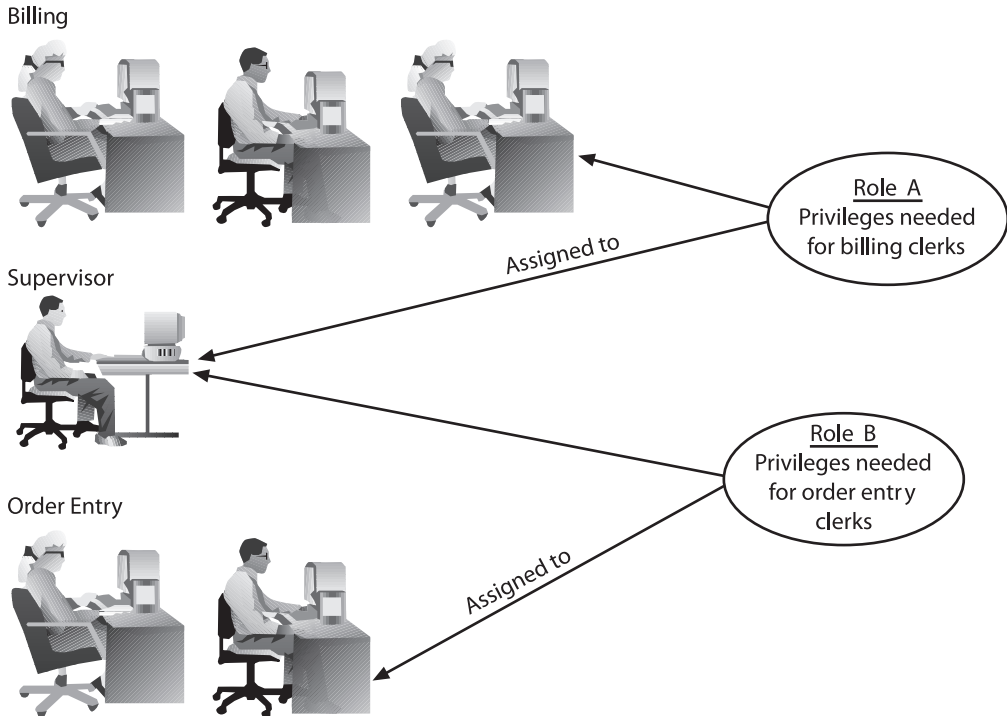 Billing
Role A
Privileges needed
for billing clerks
Assigned to
Supervisor
Role B
Privileges needed
for order entry
clerks
Order Entry
Assigned to